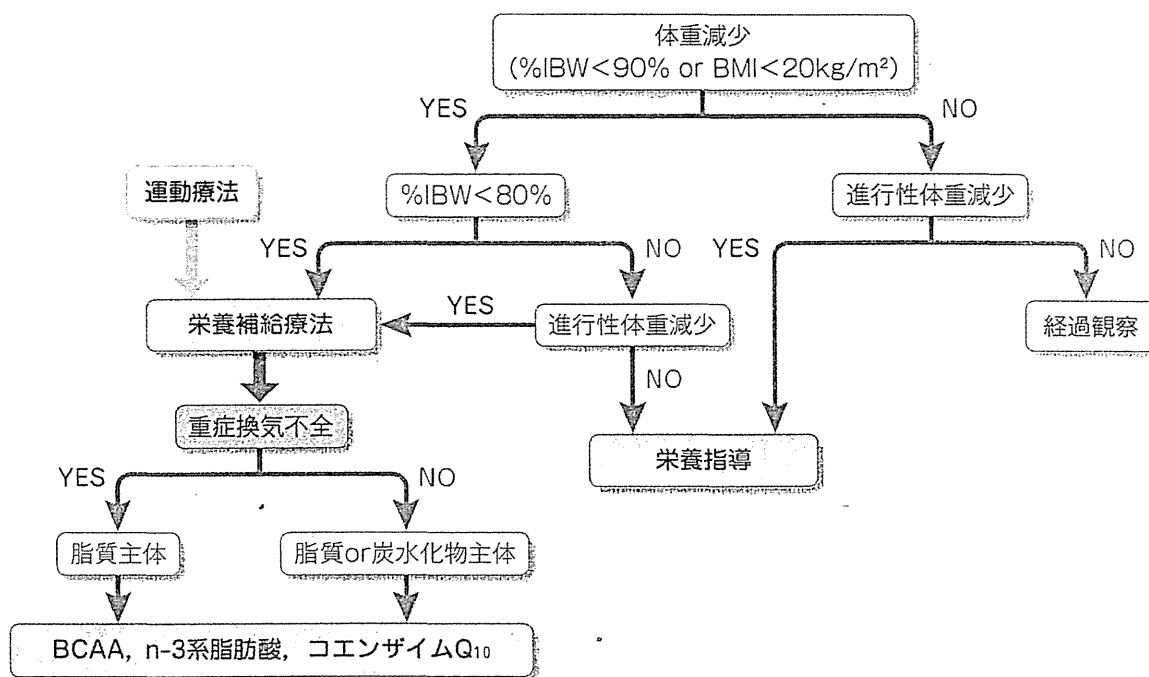 体重減少
(%IBW<90% or BMI<20kg/m²)
YES
NO
運動療法
%IBW<80%
進行性体重減少
YES
NO
YES
NO
栄養補給療法
YES
進行性体重減少
経過観察
NO
重症換気不全
栄養指導
YES
NO
脂質主体
脂質or炭水化物主体
BCAA, n-3系脂肪酸, コエンザイムQ₁₀